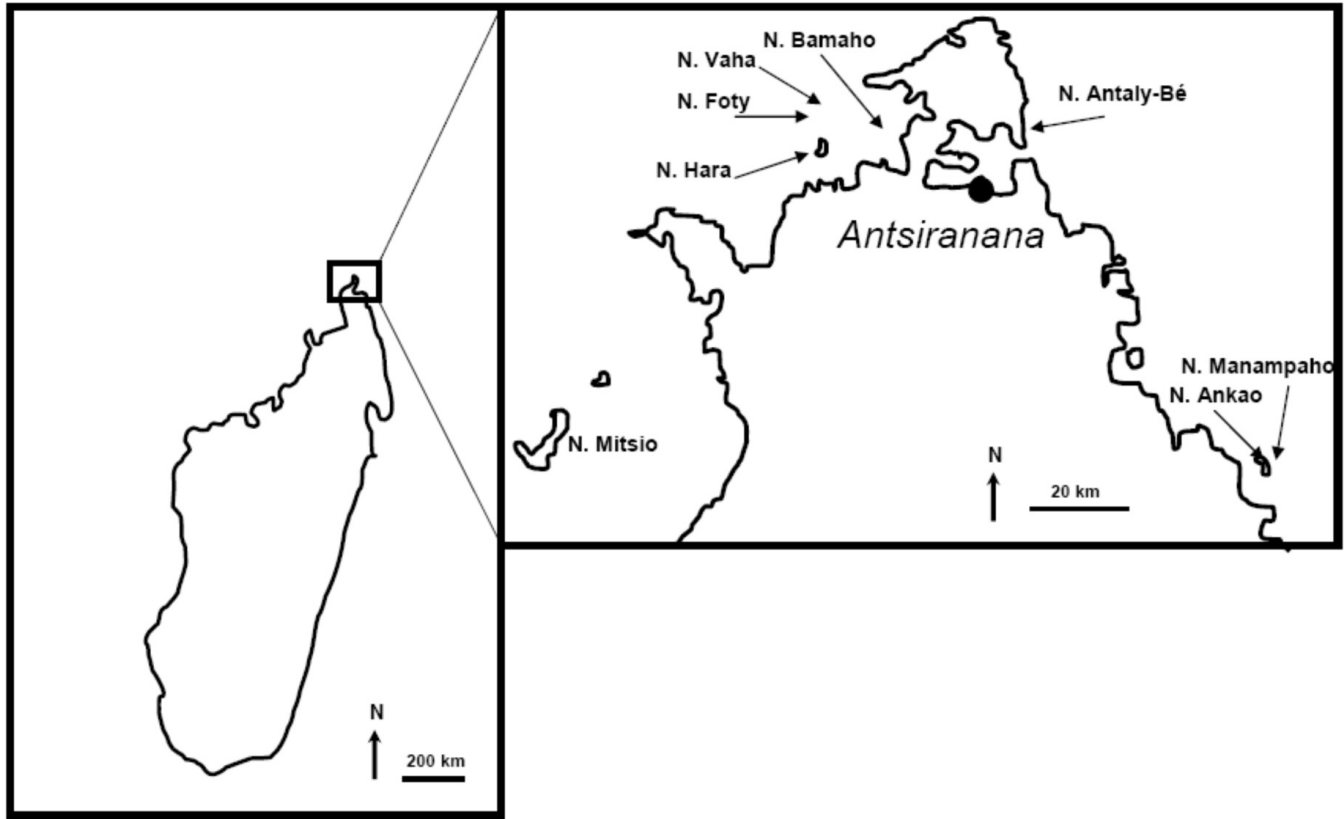 N. Bamaho
N. Vaha
N. Foty
N. Antaly-Bé
N. Hara
Antsiranana
N. Manampaho
N. Ankao
N. Mitsio
N
20 km
N
200 km